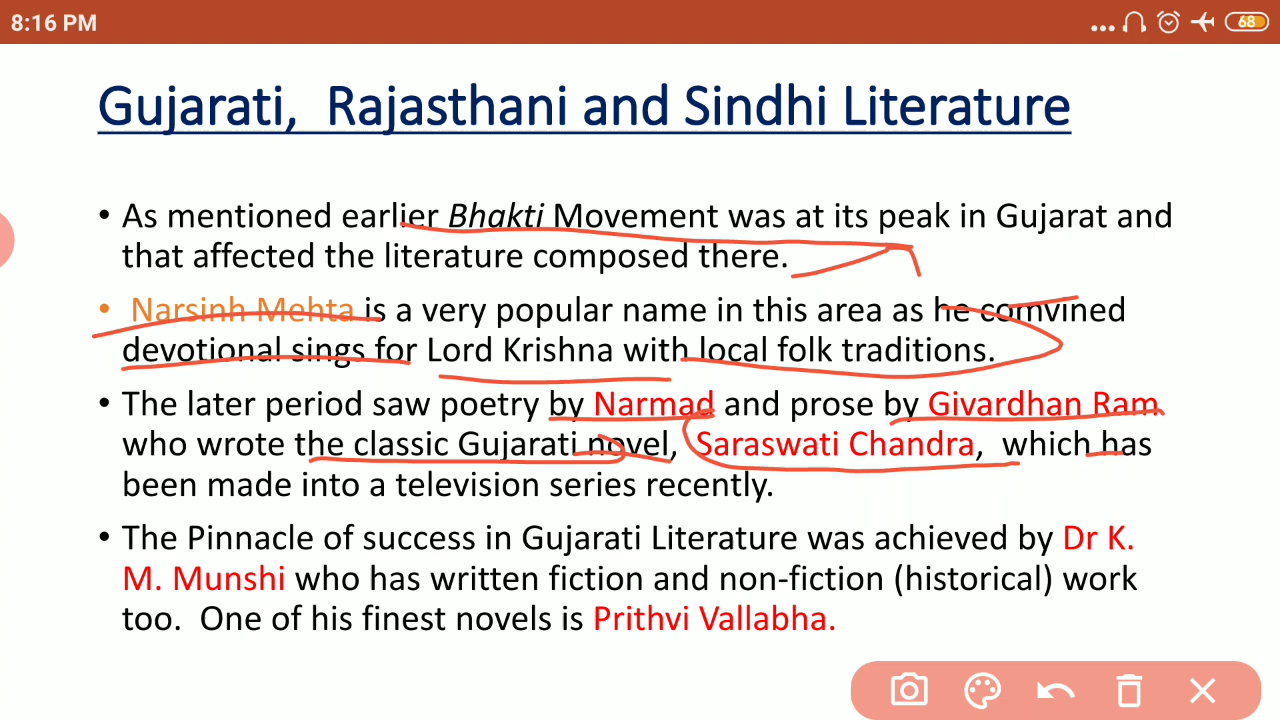 8:16 PM
68
Gujarati, Rajasthani and Sindhi Literature
• As mentioned earlier Bhakti Movement was at its peak in Gujarat and
that affected the literature composed there.
• Narsinh Mehta is a very popular name in this area as he comvined
devotional sings for Lord Krishna with local folk traditions.
• The later period saw poetry by Narmad and prose by Givardhan Ram
who wrote the classic Gujarati novel, Saraswati Chandra, which has
been made into a television series recently.
• The Pinnacle of success in Gujarati Literature was achieved by Dr K.
M. Munshi who has written fiction and non-fiction (historical) work
too. One of his finest novels is Prithvi Vallabha.